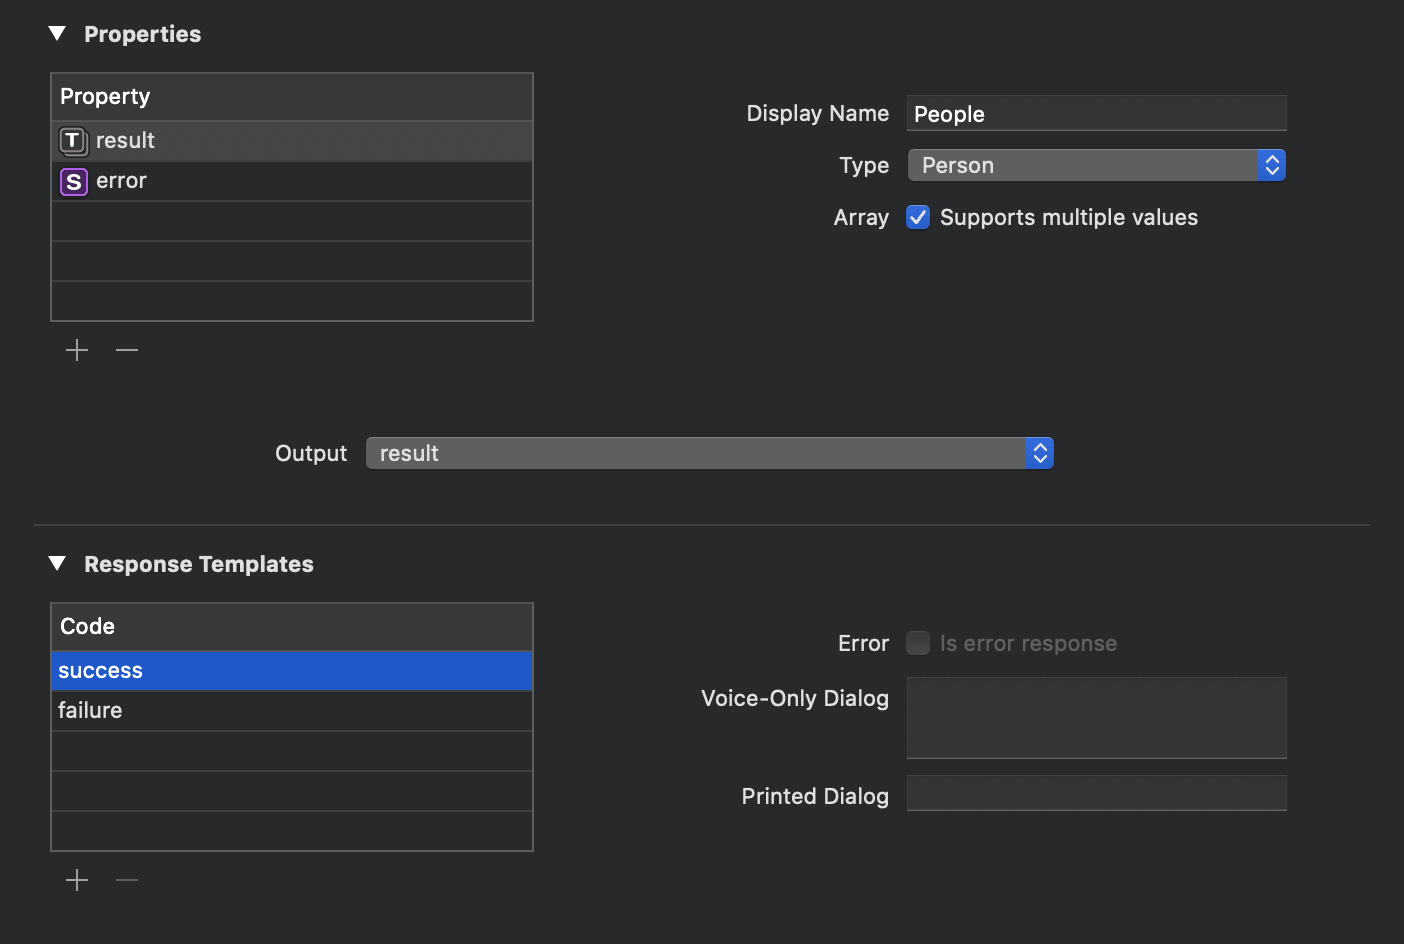 Properties
Property
T result
S error
Display Name People
Type Person
Array Supports multiple values
Output result
Response Templates
Code
success
failure
Error Is error response
Voice-Only Dialog
Printed Dialog